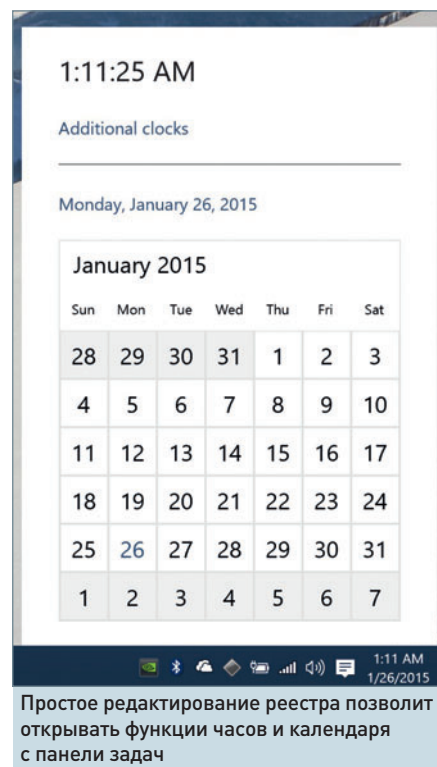 1:11:25 AM
Additional clocks
Monday, January 26, 2015
January 2015
Sun Mon Tue Wed Thu Fri Sat
28 29 30 31 1 2 3
4 5 6 7 8 9 10
11 12 13 14 15 16 17
18 19 20 21 22 23 24
25 26 27 28 29 30 31
1 2 3 4 5 6 7
1:11 AM
1/26/2015
Простое редактирование реестра позволит
открывать функции часов и календаря
с панели задач